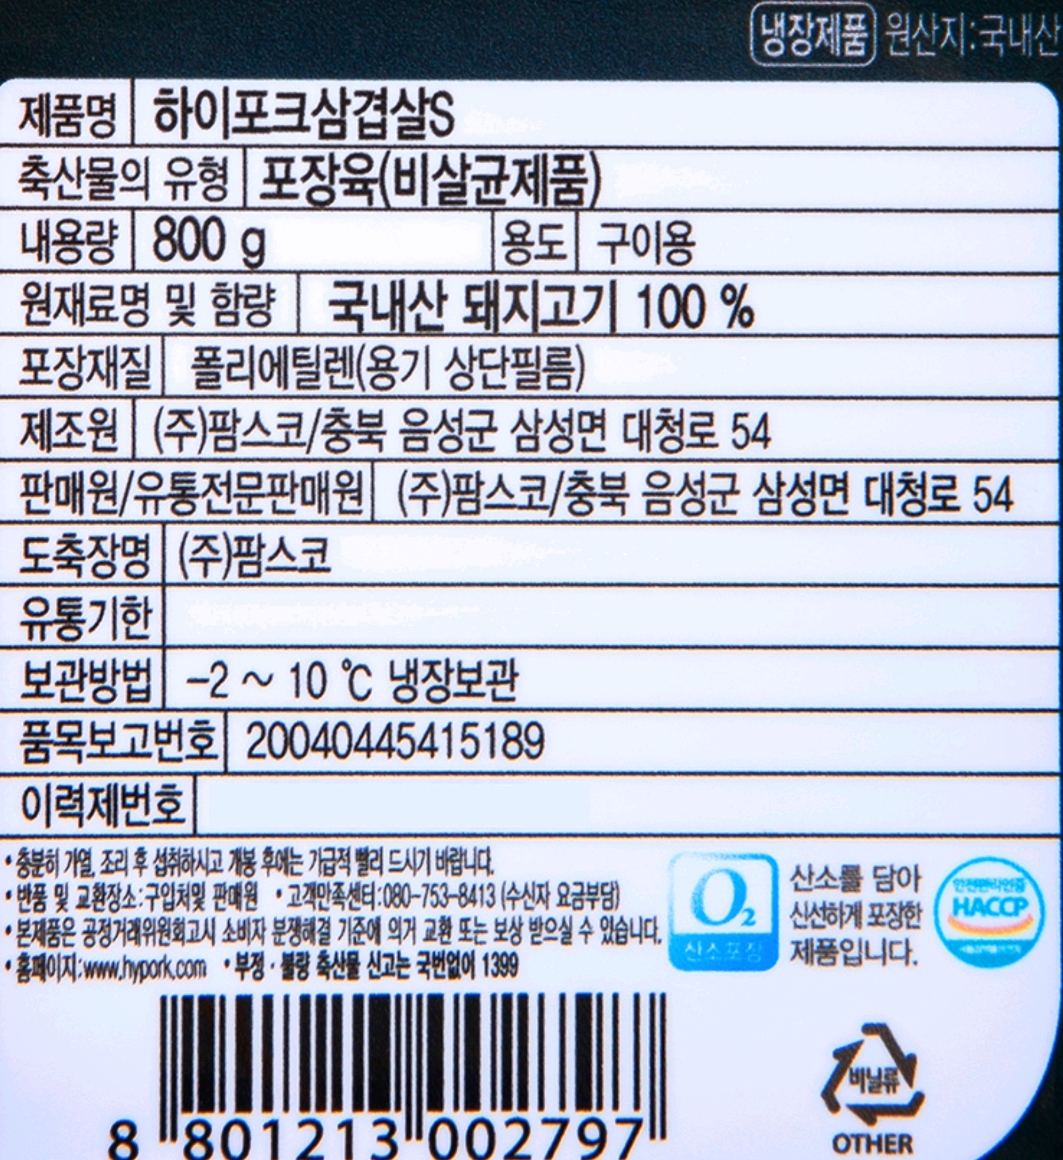 냉장제품 원산지:국내산
제품명 하이포크삼겹살S
축산물의 유형 포장육(비살균제품)
내용량 800 g 용도 구이용
원재료명 및 함량 국내산 돼지고기 100 %
포장재질 폴리에틸렌(용기 상단필름)
제조원 (주)팜스코/충북 음성군 삼성면 대청로 54
판매원/유통전문판매원 (주)팜스코/충북 음성군 삼성면 대청로 54
도축장명 (주)팜스코
유통기한
보관방법 -2 ~ 10 ℃ 냉장보관
품목보고번호 20040445415189
이력제번호
• 충분히 가열, 조리 후 섭취하시고 개봉 후에는 가급적 빨리 드시기 바랍니다.
• 반품 및 교환장소:구입처및 판매원 • 고객만족센터:080-753-8413 (수신자 요금부담)
• 본제품은 공정거래위원회고시 소비자 분쟁해결 기준에 의거 교환 또는 보상 받으실 수 있습니다.
• 홈페이지:www.hypork.com • 부정·불량 축산물 신고는 국번없이 1399
O2
산소포장
산소를 담아
신선하게 포장한
제품입니다.
안전관리인증
HACCP
8 801213 002797
비닐류
OTHER